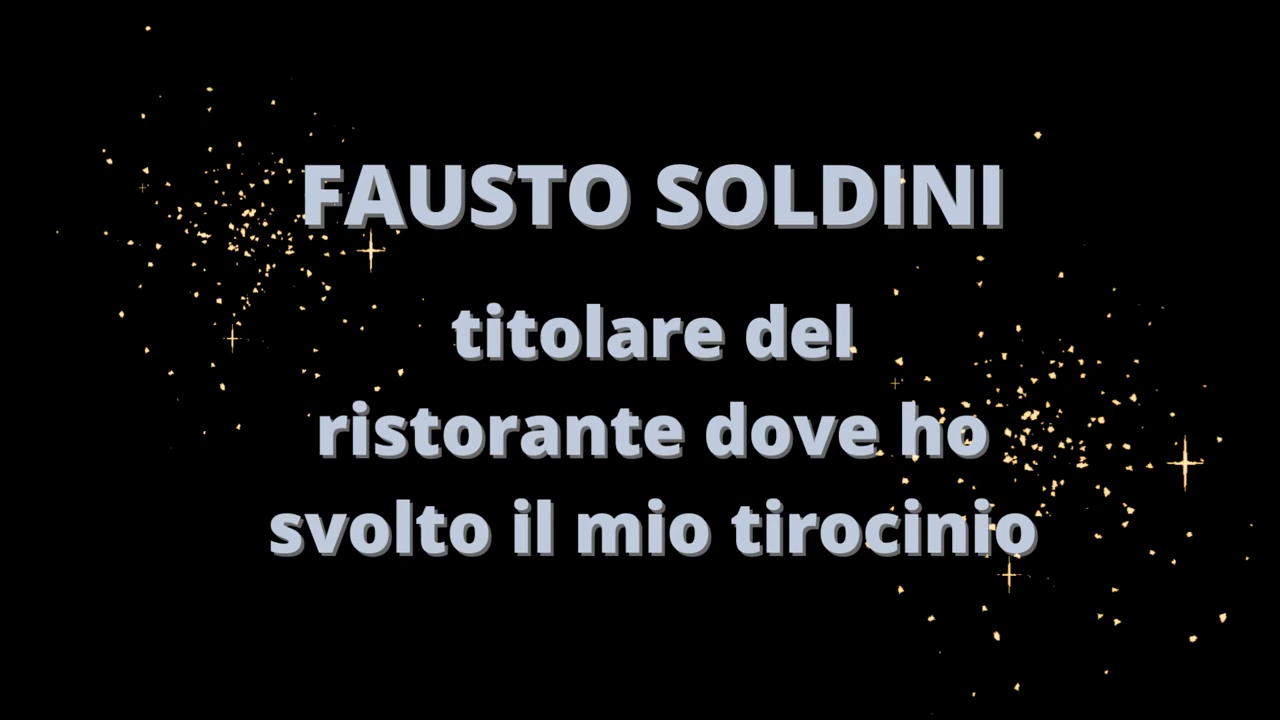 FAUSTO SOLDINI
titolare del
ristorante dove ho
svolto il mio tirocinio